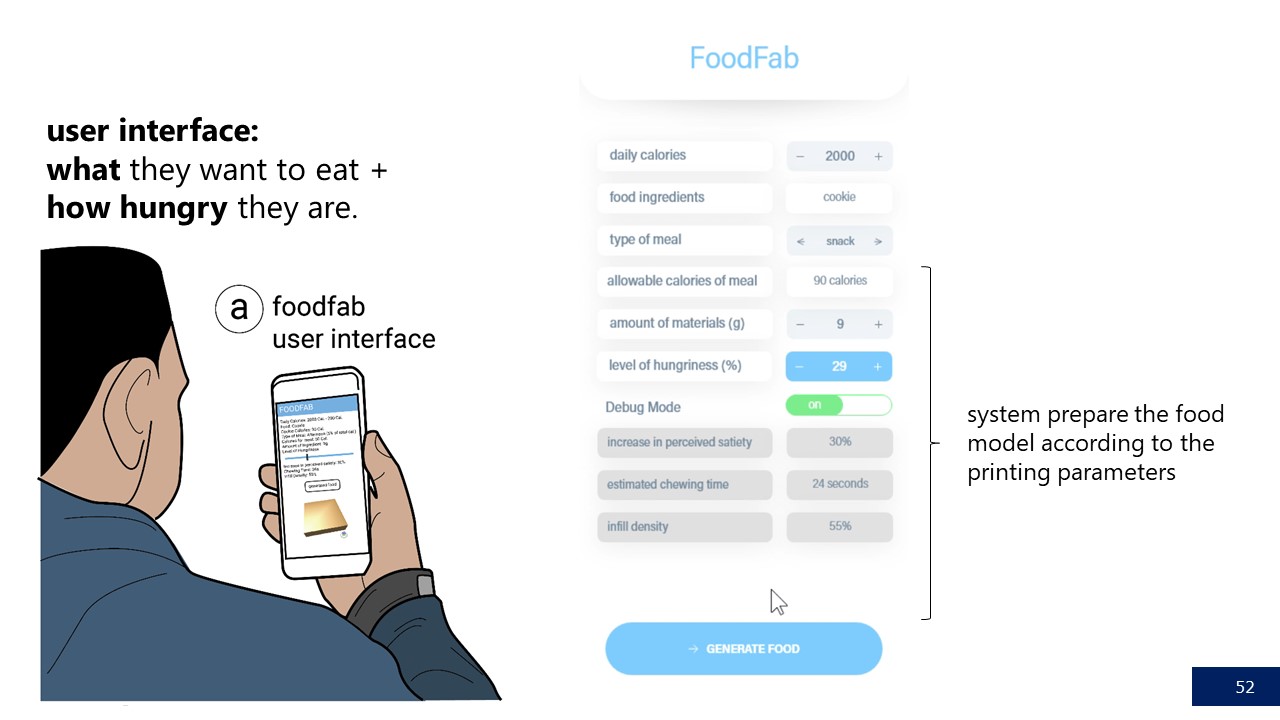 FoodFab
user interface:
what they want to eat +
how hungry they are.
a
foodfab
user interface
FOODFAB
daily calories
− 2000 +
food ingredients
cookie
type of meal
snack
allowable calories of meal
90 calories
amount of materials (g)
− 9 +
level of hungriness (%)
− 29 +
Debug Mode
on
increase in perceived satiety
30%
estimated chewing time
24 seconds
infill density
55%
→ GENERATE FOOD
system prepare the food
model according to the
printing parameters
52